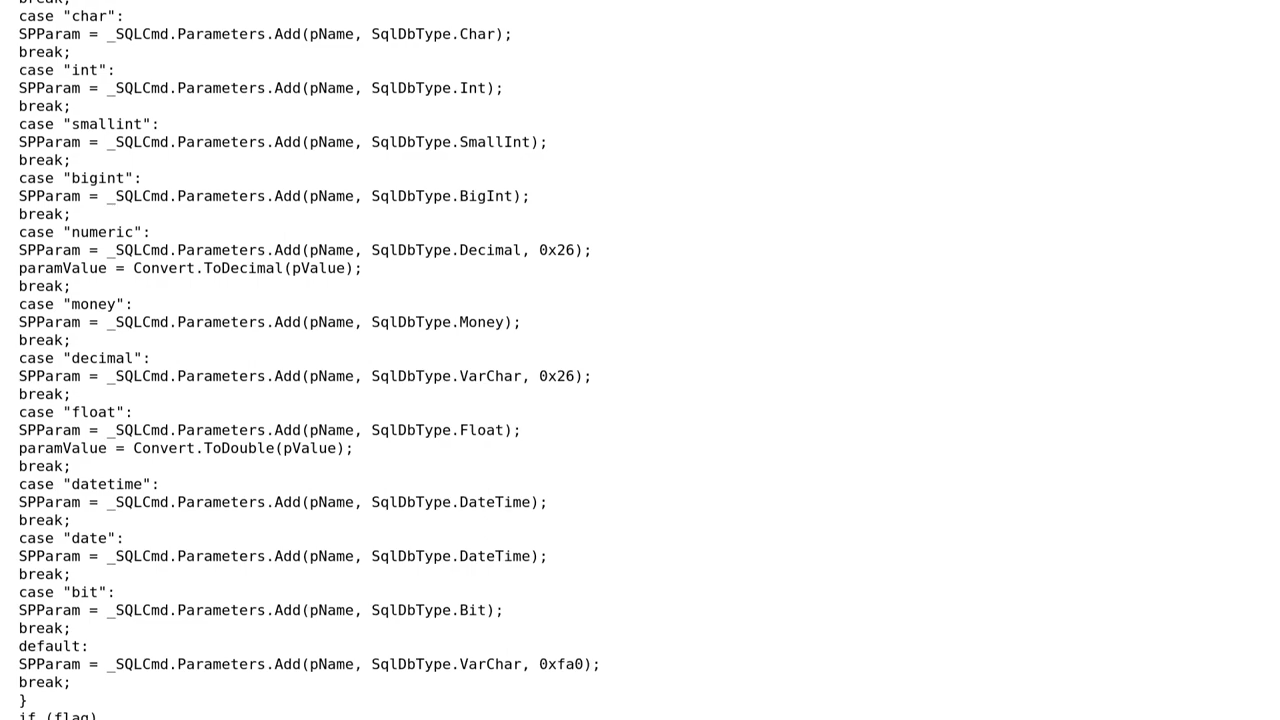 break;
case "char":
SPParam = _SQLCmd.Parameters.Add(pName, SqlDbType.Char);
break;
case "int":
SPParam = _SQLCmd.Parameters.Add(pName, SqlDbType.Int);
break;
case "smallint":
SPParam = _SQLCmd.Parameters.Add(pName, SqlDbType.SmallInt);
break;
case "bigint":
SPParam = _SQLCmd.Parameters.Add(pName, SqlDbType.BigInt);
break;
case "numeric":
SPParam = _SQLCmd.Parameters.Add(pName, SqlDbType.Decimal, 0x26);
paramValue = Convert.ToDecimal(pValue);
break;
case "money":
SPParam = _SQLCmd.Parameters.Add(pName, SqlDbType.Money);
break;
case "decimal":
SPParam = _SQLCmd.Parameters.Add(pName, SqlDbType.VarChar, 0x26);
break;
case "float":
SPParam = _SQLCmd.Parameters.Add(pName, SqlDbType.Float);
paramValue = Convert.ToDouble(pValue);
break;
case "datetime":
SPParam = _SQLCmd.Parameters.Add(pName, SqlDbType.DateTime);
break;
case "date":
SPParam = _SQLCmd.Parameters.Add(pName, SqlDbType.DateTime);
break;
case "bit":
SPParam = _SQLCmd.Parameters.Add(pName, SqlDbType.Bit);
break;
default:
SPParam = _SQLCmd.Parameters.Add(pName, SqlDbType.VarChar, 0xfa0);
break;
}
if (flag)